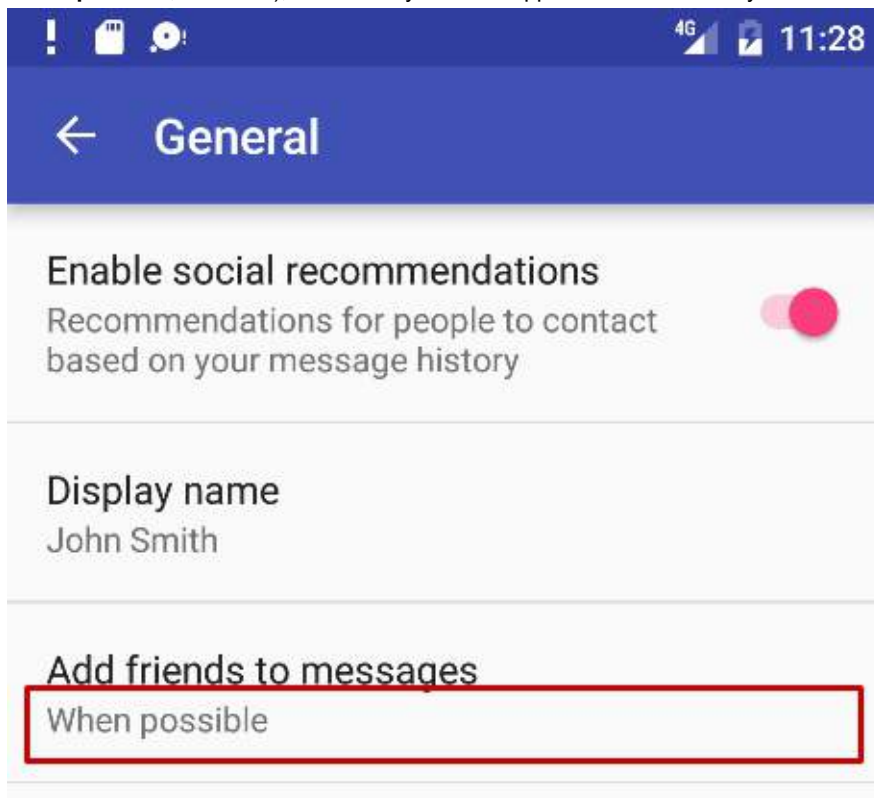 4G 11:28
General
Enable social recommendations
Recommendations for people to contact
based on your message history
Display name
John Smith
Add friends to messages
When possible